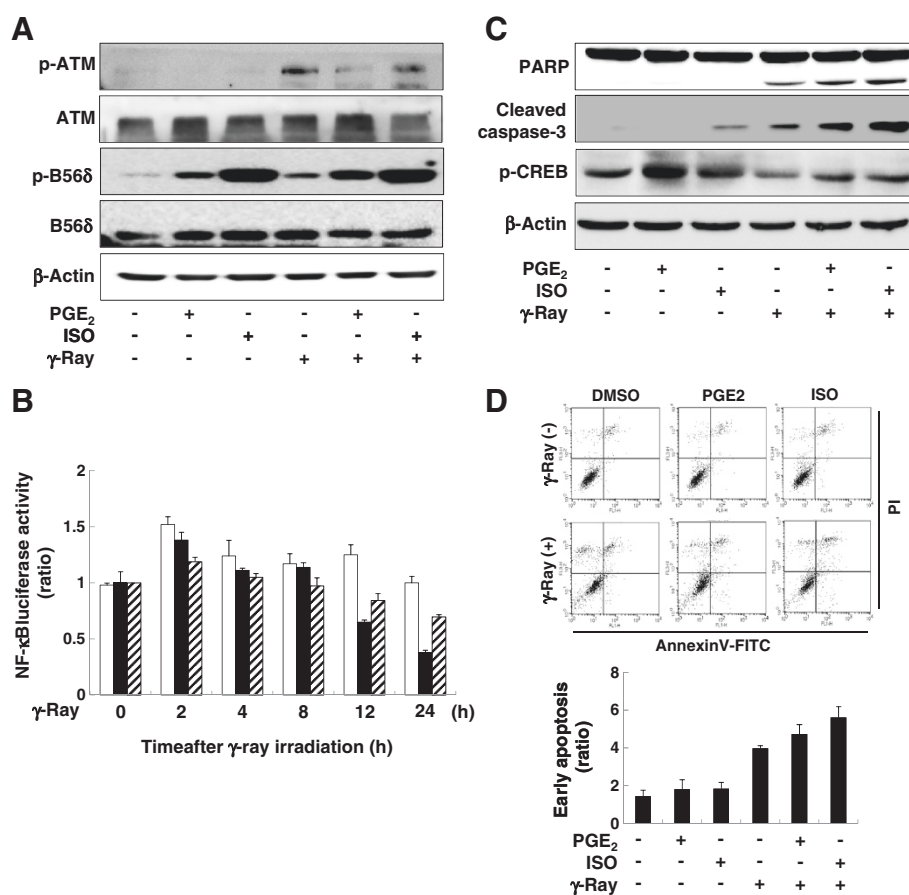 A
p-ATM
ATM
p-B56δ
B56δ
β-Actin
PGE2 - + - - + -
ISO - - + - - +
γ-Ray - - - + + +
B
NF-κBluciferase activity
(ratio)
2
1.5
1
0.5
0
γ-Ray 0 2 4 8 12 24 (h)
Timeafter γ-ray irradiation (h)
C
PARP
Cleaved
caspase-3
p-CREB
β-Actin
PGE2 - + - - + -
ISO - - + - - +
γ-Ray - - - + + +
D
DMSO PGE2 ISO
γ-Ray (-)
γ-Ray (+)
PI
AnnexinV-FITC
Early apoptosis
(ratio)
8
6
4
2
0
PGE2 - + - - + -
ISO - - + - - +
γ-Ray - - - + + +